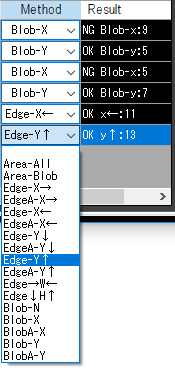 Method Result
Blob-X NG Blob-x:9
Blob-Y OK Blob-y:5
Blob-X NG Blob-x:5
Blob-Y OK Blob-y:7
Edge-X← OK x←:11
Edge-Y↑ OK y↑:13
Area-All
Area-Blob
Edge-X→
EdgeA-X→
Edge-X←
EdgeA-X←
Edge-Y↓
EdgeA-Y↓
Edge-Y↑
EdgeA-Y↑
Edge→W←
Edge↓H↑
Blob-N
Blob-X
BlobA-X
Blob-Y
BlobA-Y